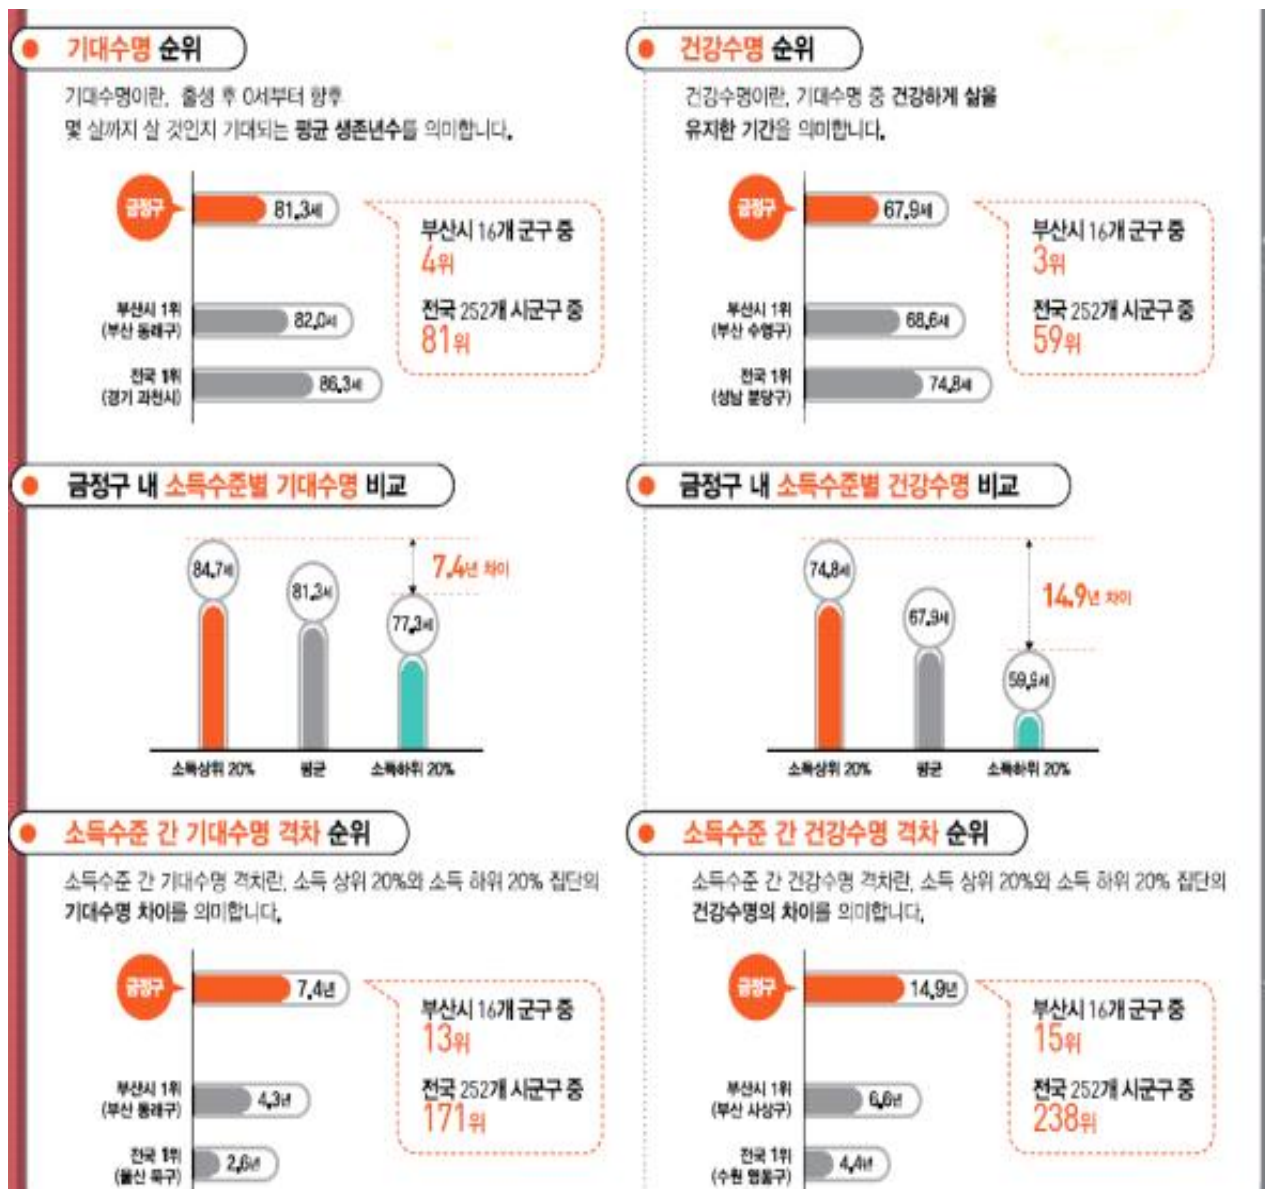 기대수명 순위
기대수명이란, 출생 후 0세부터 향후
몇 살까지 살 것인지 기대되는 평균 생존년수를 의미합니다.
금정구
81.3세
부산시 16개 군구 중
4위
부산시 1위
(부산 동래구)
82.0세
전국 252개 시군구 중
81위
전국 1위
(경기 과천시)
86.3세
건강수명 순위
건강수명이란, 기대수명 중 건강하게 삶을
유지한 기간을 의미합니다.
금정구
67.9세
부산시 16개 군구 중
3위
부산시 1위
(부산 수영구)
68.6세
전국 252개 시군구 중
59위
전국 1위
(성남 분당구)
74.8세
금정구 내 소득수준별 기대수명 비교
84.7세
81.3세
77.3세
7.4년 차이
소득상위 20%
평균
소득하위 20%
금정구 내 소득수준별 건강수명 비교
74.8세
67.9세
59.9세
14.9년 차이
소득상위 20%
평균
소득하위 20%
소득수준 간 기대수명 격차 순위
소득수준 간 기대수명 격차란, 소득 상위 20%와 소득 하위 20% 집단의
기대수명 차이를 의미합니다.
금정구
7.4년
부산시 16개 군구 중
13위
부산시 1위
(부산 동래구)
4.3년
전국 252개 시군구 중
171위
전국 1위
(울산 북구)
2.6년
소득수준 간 건강수명 격차 순위
소득수준 간 건강수명 격차란, 소득 상위 20%와 소득 하위 20% 집단의
건강수명의 차이를 의미합니다.
금정구
14.9년
부산시 16개 군구 중
15위
부산시 1위
(부산 사상구)
6.6년
전국 252개 시군구 중
238위
전국 1위
(수원 영통구)
4.4년